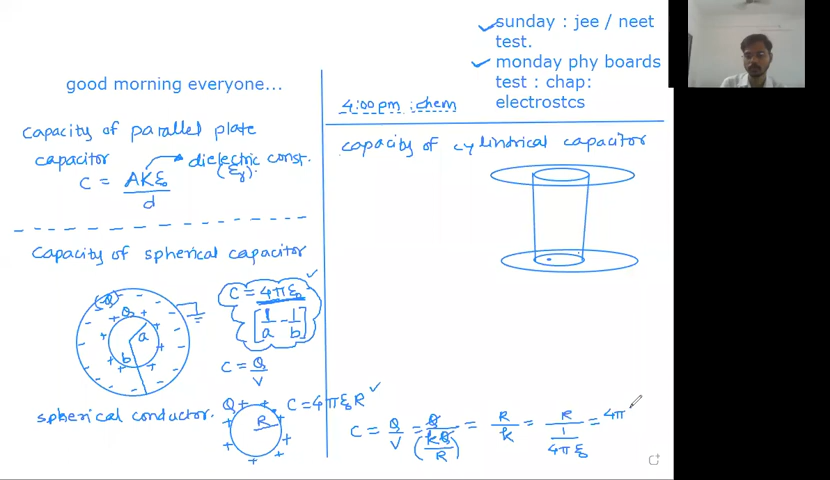 good morning everyone...
capacity of parallel plate
capacitor
C = AKε₀/d
dielectric const.
(εᵣ).
capacity of spherical capacitor
(-Q)
Q
a
b
C = 4πε₀
[1/a - 1/b]
C = Q/V
spherical conductor.
Q
R
C = 4πε₀R
sunday : jee / neet
test.
monday phy boards
test : chap:
electrostcs
4:00pm : chem
capacity of cylindrical capacitor
C = Q/V = Q/(kQ/R) = R/k = R/(1/4πε₀) = 4π